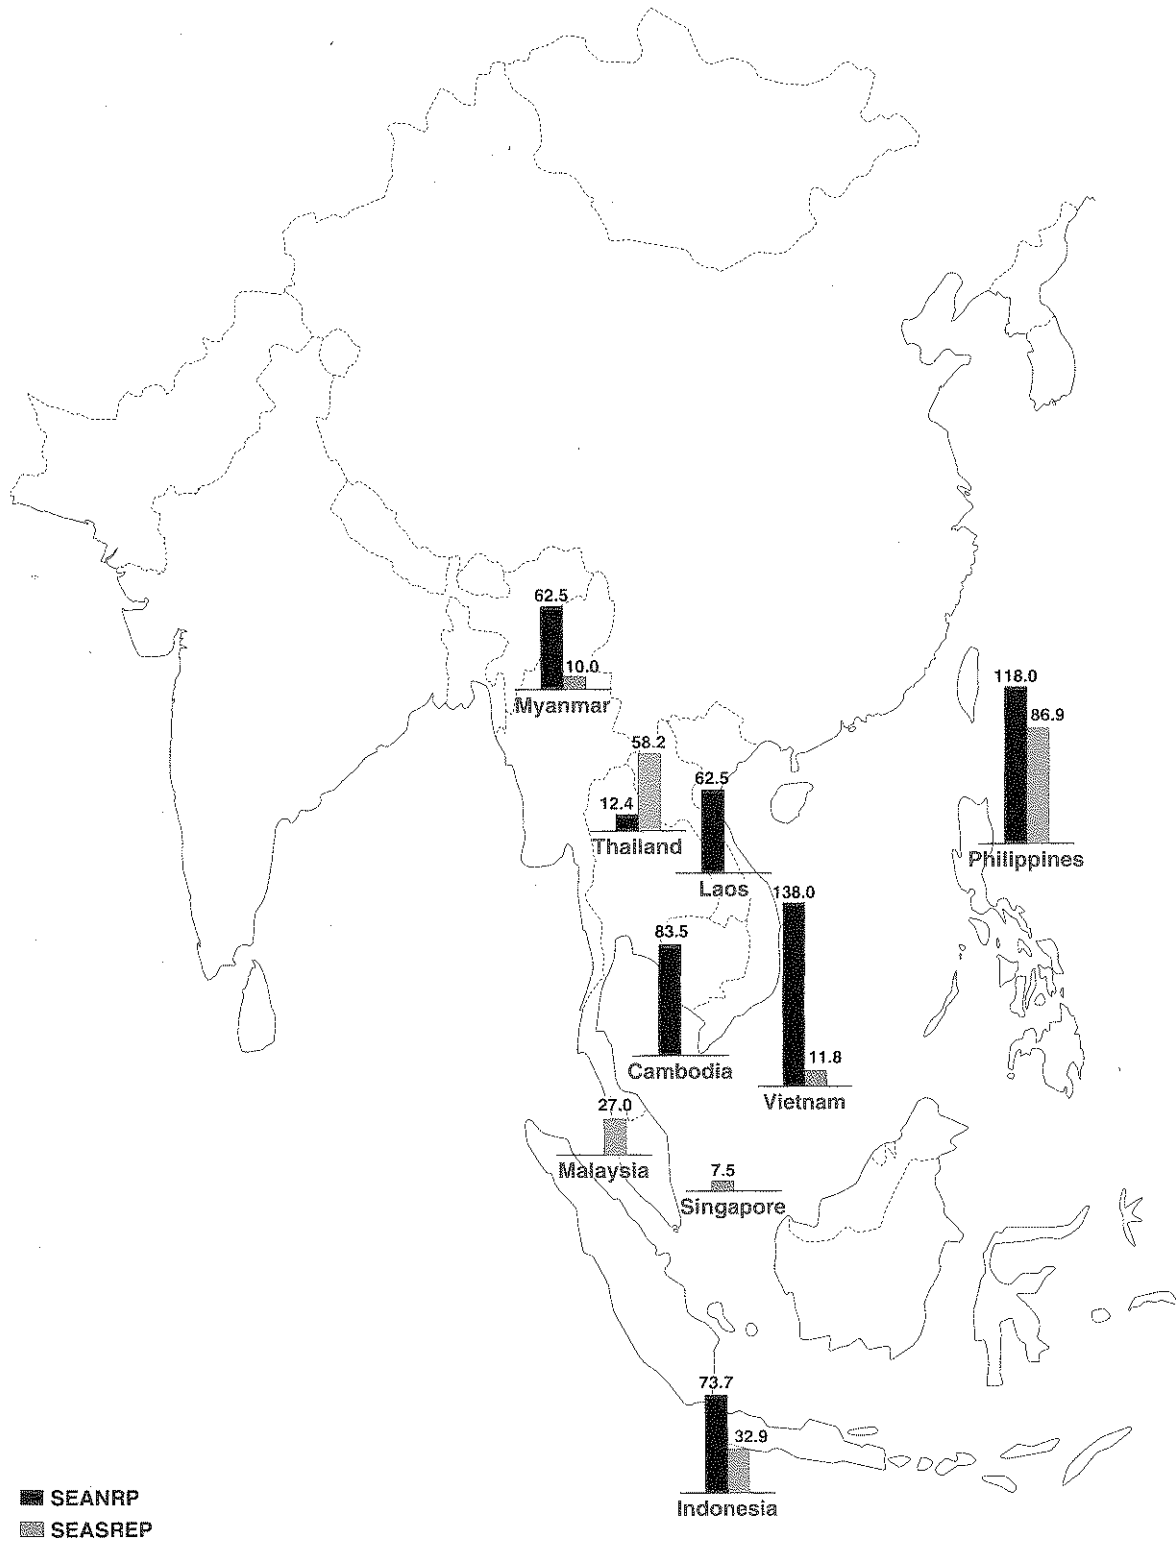 62.5
10.0
Myanmar
118.0
86.9
Philippines
58.2
12.4
Thailand
62.5
Laos
138.0
11.8
Vietnam
83.5
Cambodia
27.0
Malaysia
7.5
Singapore
73.7
32.9
Indonesia
SEANRP
SEASREP